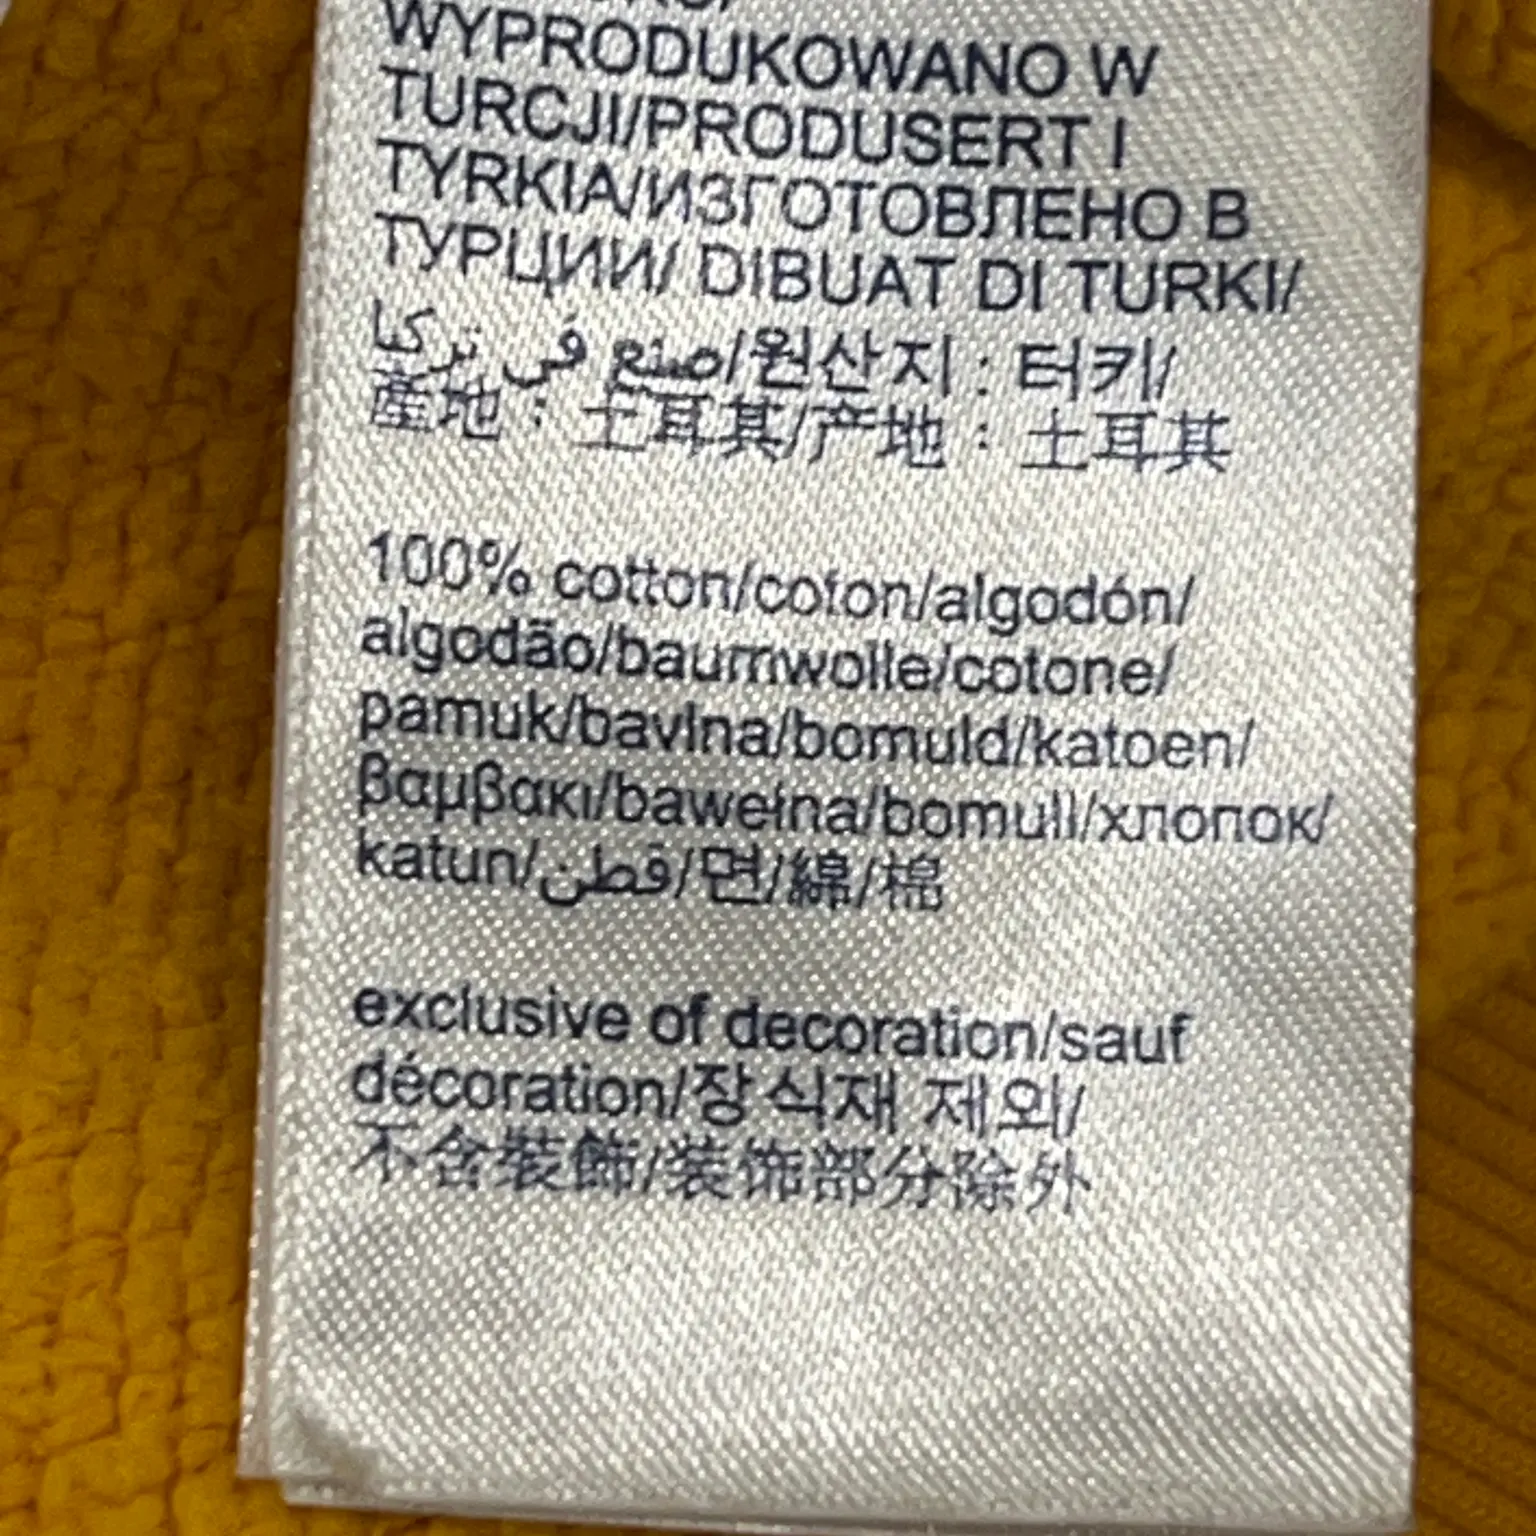 WYPRODUKOWANO W
TURCJI/PRODUSERT I
TYRKIA/ИЗГОТОВЛЕНО В
ТУРЦИИ/ DIBUAT DI TURKI/
صنع في تركيا/원산지 : 터키/
產地 : 土耳其/产地 : 土耳其
100% cotton/coton/algodón/
algodão/baumwolle/cotone/
pamuk/bavlna/bomuld/katoen/
βαμβακι/bawełna/bomull/хлопок/
katun/قطن/면/綿/棉
exclusive of decoration/sauf
décoration/장식재 제외/
不含裝飾/装饰部分除外